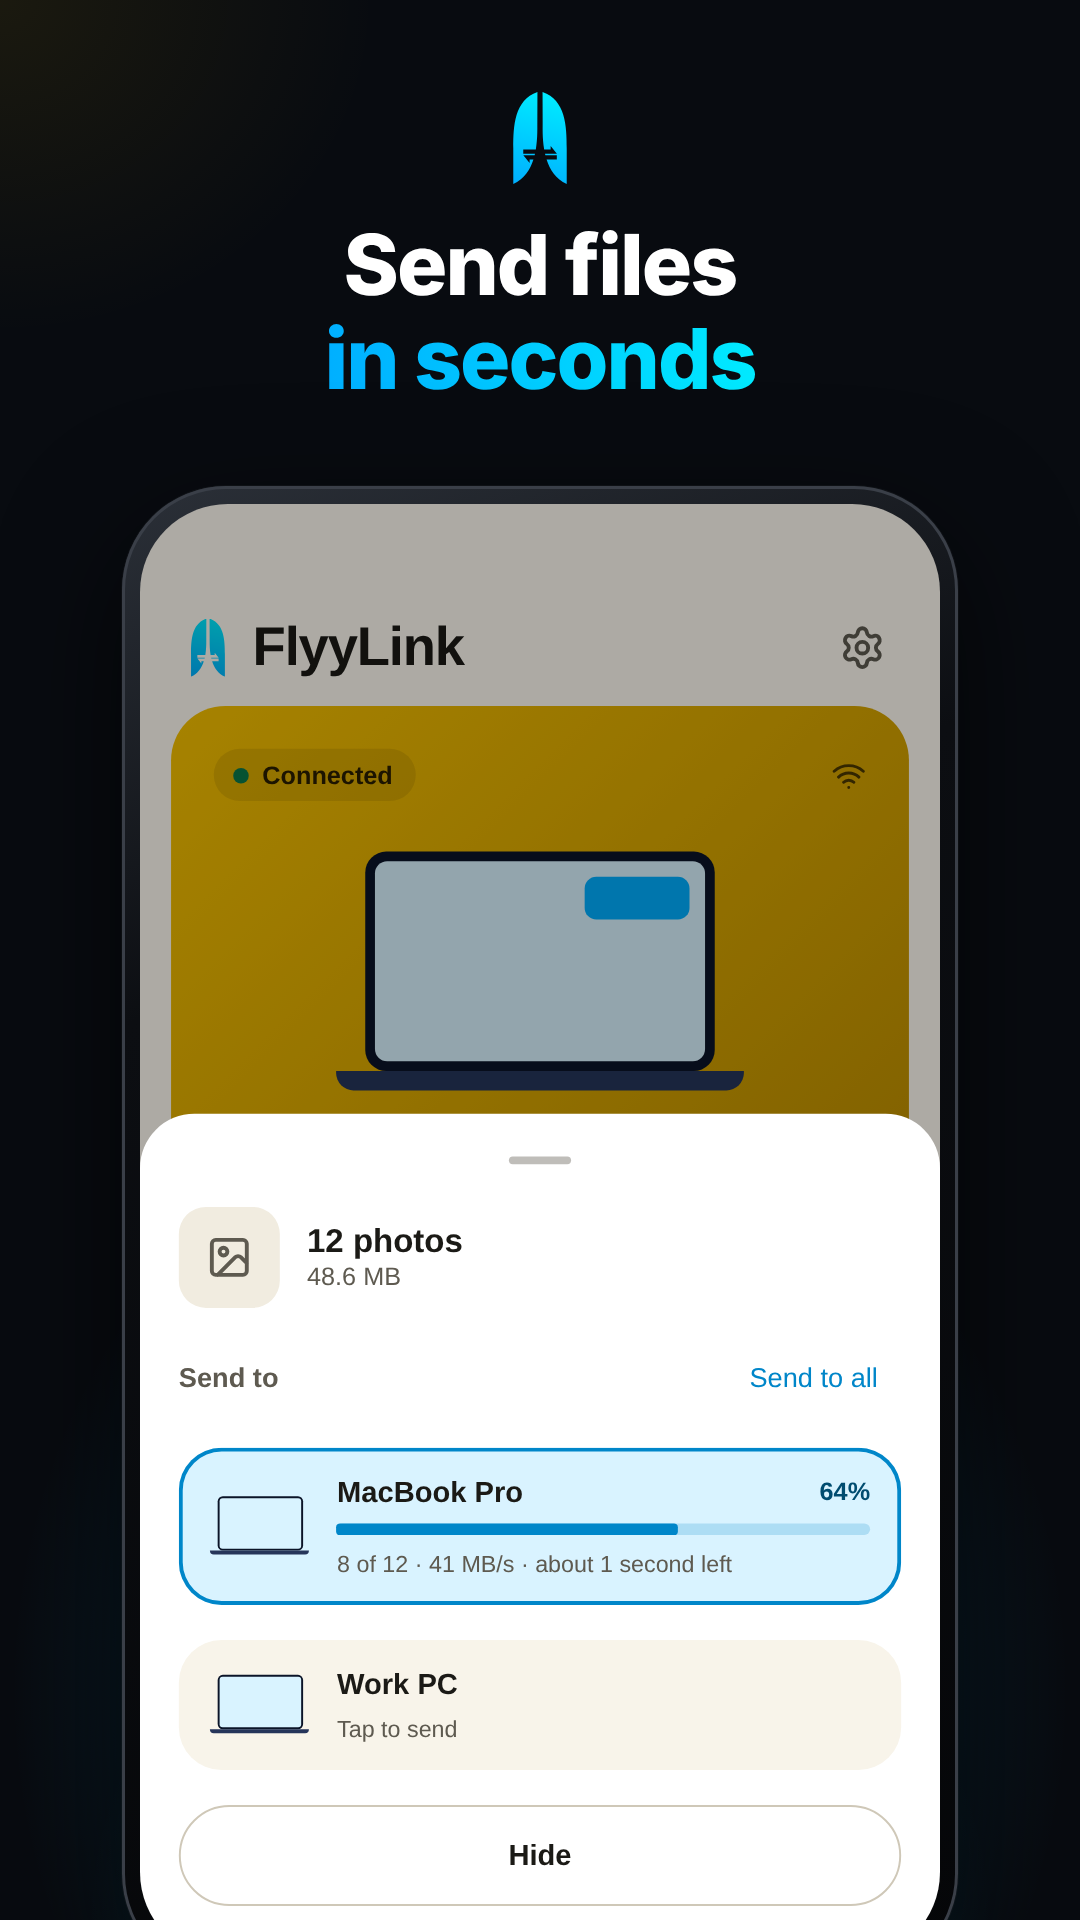 Send files
in seconds
FlyyLink
Connected
12 photos
48.6 MB
Send to
Send to all
MacBook Pro
64%
8 of 12 · 41 MB/s · about 1 second left
Work PC
Tap to send
Hide